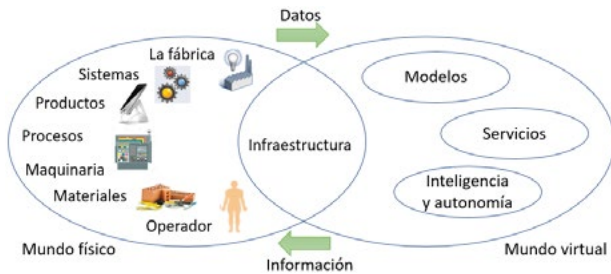 Datos
La fábrica
Sistemas
Productos
Procesos
Maquinaria
Materiales
Operador
Mundo físico
Infraestructura
Modelos
Servicios
Inteligencia
y autonomía
Mundo virtual
Información